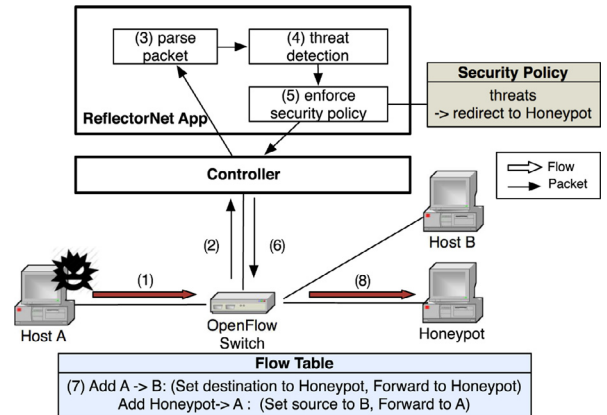 (3) parse
packet
(4) threat
detection
(5) enforce
security policy
ReflectorNet App
Security Policy
threats
-> redirect to Honeypot
Controller
Flow
Packet
(2)
(6)
Host B
(1)
(8)
Host A
OpenFlow
Switch
Honeypot
Flow Table
(7) Add A -> B: (Set destination to Honeypot, Forward to Honeypot)
Add Honeypot-> A : (Set source to B, Forward to A)